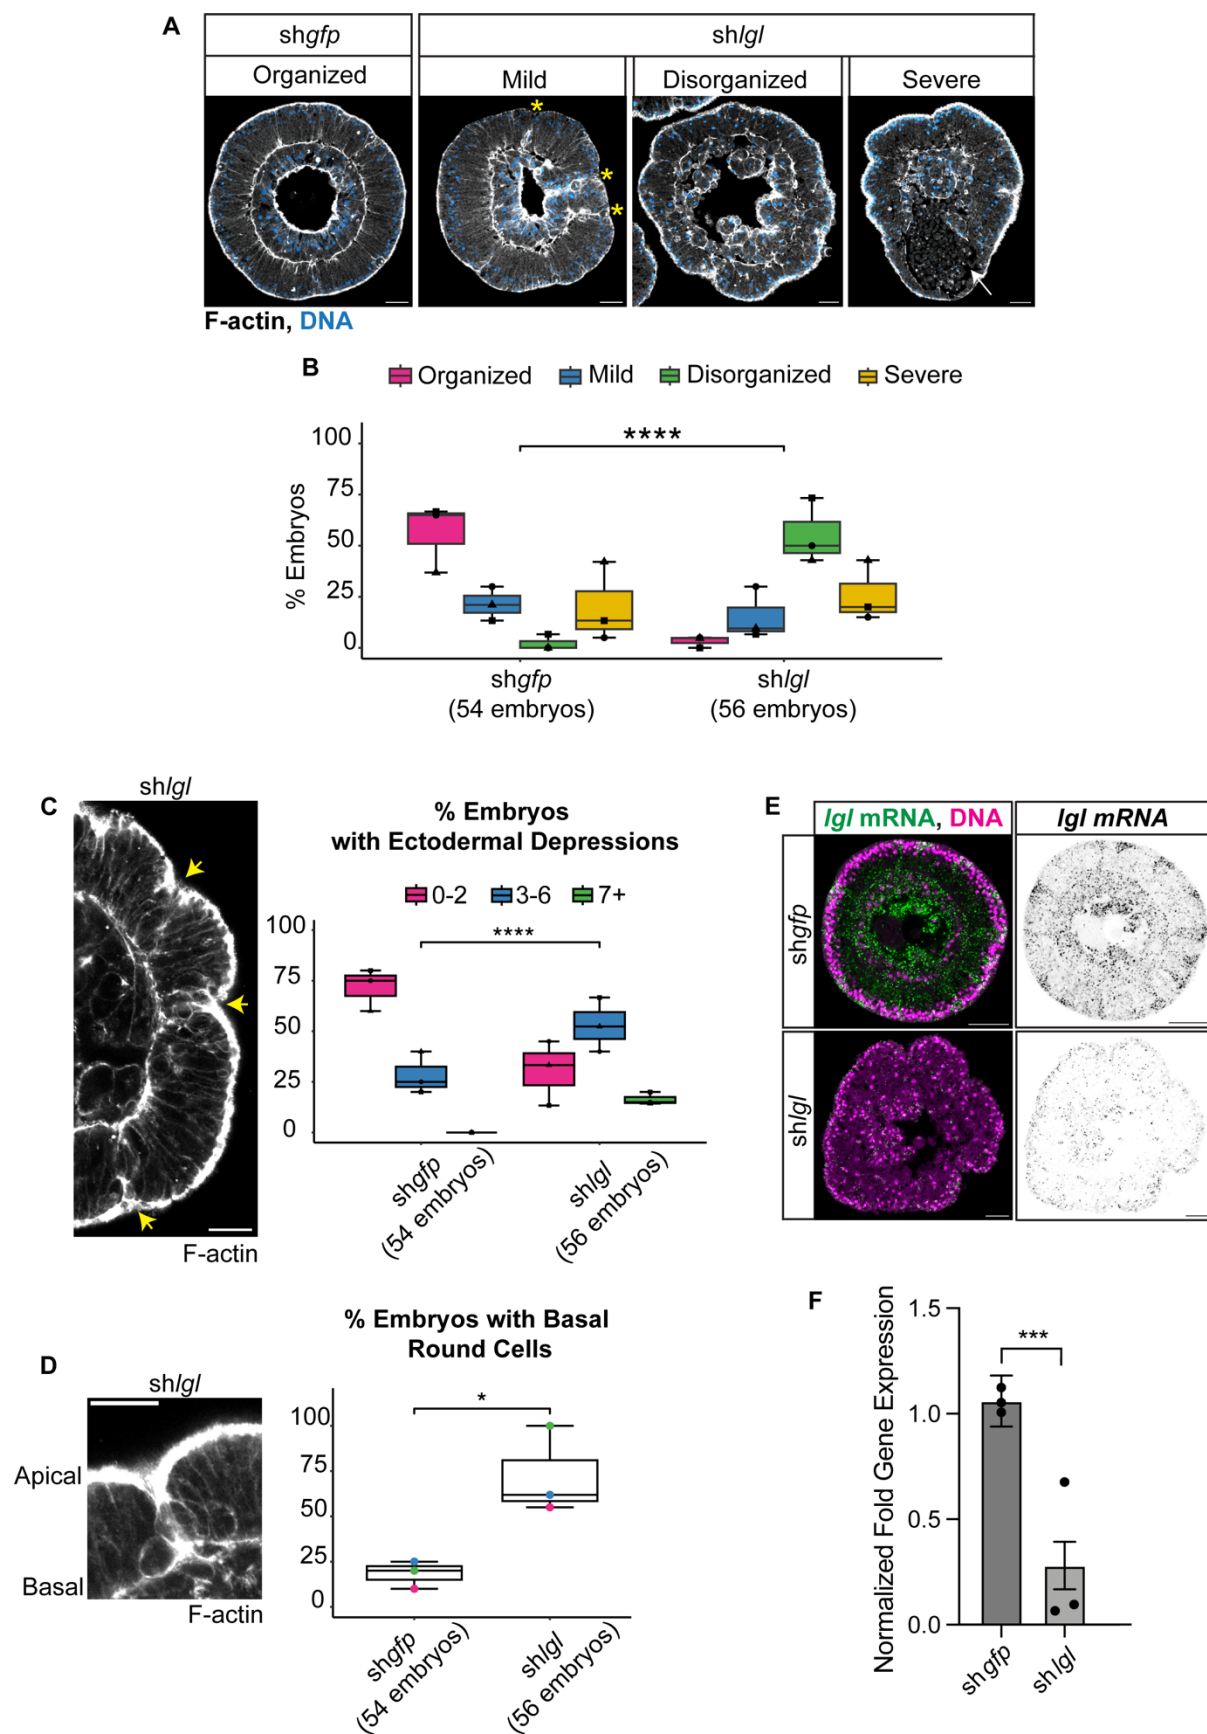 A
shgfp
shlgl
Organized
Mild
Disorganized
Severe
*
*
*
F-actin, DNA
B
Organized
Mild
Disorganized
Severe
****
100
75
50
25
0
% Embryos
shgfp
(54 embryos)
shlgl
(56 embryos)
C
shlgl
F-actin
% Embryos
with Ectodermal Depressions
0-2
3-6
7+
****
100
75
50
25
0
shgfp
(54 embryos)
shlgl
(56 embryos)
D
shlgl
Apical
Basal
F-actin
% Embryos with Basal
Round Cells
*
100
75
50
25
0
shgfp
(54 embryos)
shlgl
(56 embryos)
E
lgl mRNA, DNA
lgl mRNA
shgfp
shlgl
F
Normalized Fold Gene Expression
1.5
1.0
0.5
0.0
***
shgfp
shlgl